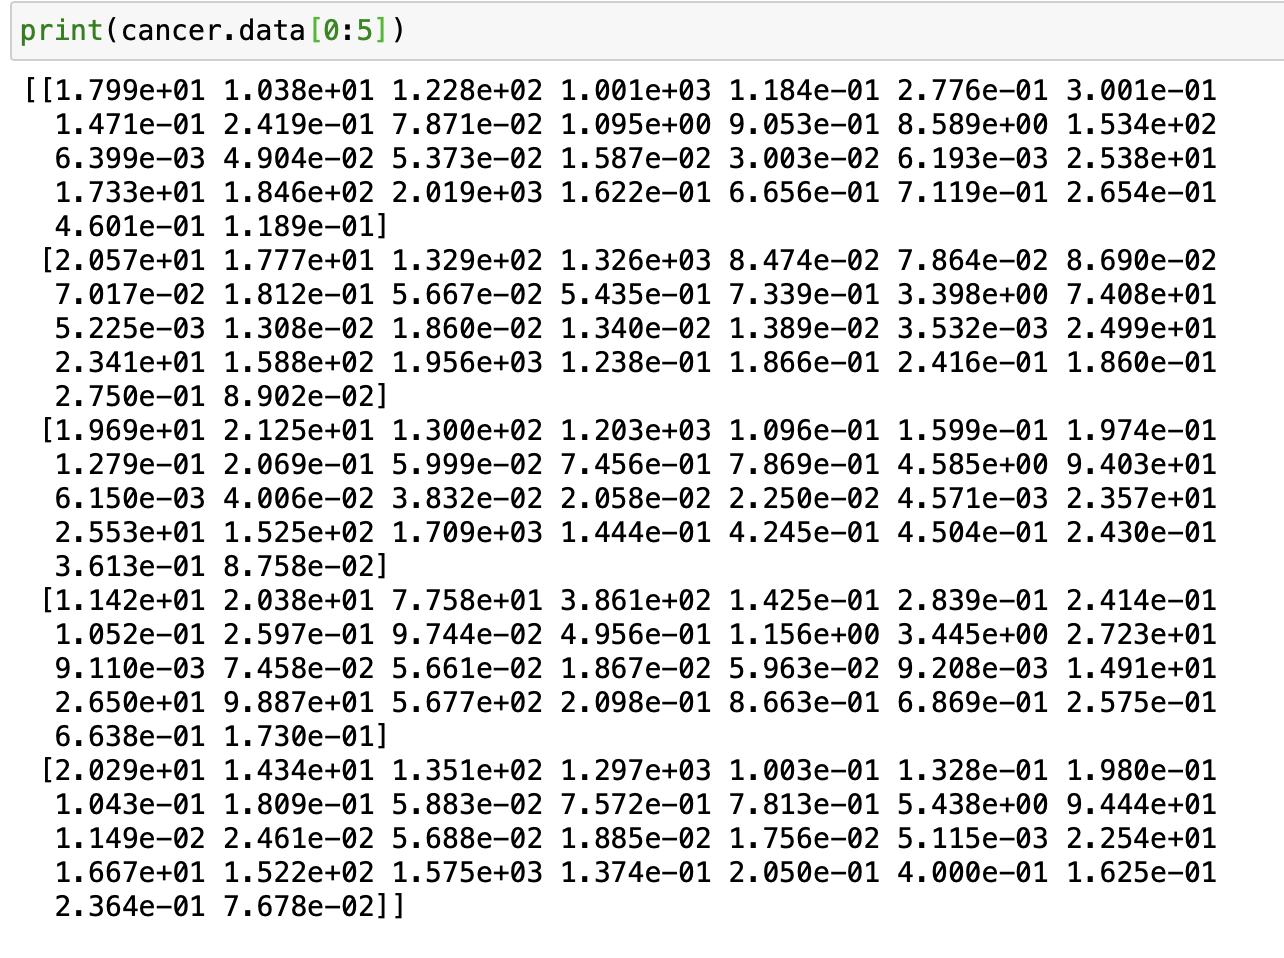 print(cancer.data[0:5])
[[1.799e+01 1.038e+01 1.228e+02 1.001e+03 1.184e-01 2.776e-01 3.001e-01
1.471e-01 2.419e-01 7.871e-02 1.095e+00 9.053e-01 8.589e+00 1.534e+02
6.399e-03 4.904e-02 5.373e-02 1.587e-02 3.003e-02 6.193e-03 2.538e+01
1.733e+01 1.846e+02 2.019e+03 1.622e-01 6.656e-01 7.119e-01 2.654e-01
4.601e-01 1.189e-01]
[2.057e+01 1.777e+01 1.329e+02 1.326e+03 8.474e-02 7.864e-02 8.690e-02
7.017e-02 1.812e-01 5.667e-02 5.435e-01 7.339e-01 3.398e+00 7.408e+01
5.225e-03 1.308e-02 1.860e-02 1.340e-02 1.389e-02 3.532e-03 2.499e+01
2.341e+01 1.588e+02 1.956e+03 1.238e-01 1.866e-01 2.416e-01 1.860e-01
2.750e-01 8.902e-02]
[1.969e+01 2.125e+01 1.300e+02 1.203e+03 1.096e-01 1.599e-01 1.974e-01
1.279e-01 2.069e-01 5.999e-02 7.456e-01 7.869e-01 4.585e+00 9.403e+01
6.150e-03 4.006e-02 3.832e-02 2.058e-02 2.250e-02 4.571e-03 2.357e+01
2.553e+01 1.525e+02 1.709e+03 1.444e-01 4.245e-01 4.504e-01 2.430e-01
3.613e-01 8.758e-02]
[1.142e+01 2.038e+01 7.758e+01 3.861e+02 1.425e-01 2.839e-01 2.414e-01
1.052e-01 2.597e-01 9.744e-02 4.956e-01 1.156e+00 3.445e+00 2.723e+01
9.110e-03 7.458e-02 5.661e-02 1.867e-02 5.963e-02 9.208e-03 1.491e+01
2.650e+01 9.887e+01 5.677e+02 2.098e-01 8.663e-01 6.869e-01 2.575e-01
6.638e-01 1.730e-01]
[2.029e+01 1.434e+01 1.351e+02 1.297e+03 1.003e-01 1.328e-01 1.980e-01
1.043e-01 1.809e-01 5.883e-02 7.572e-01 7.813e-01 5.438e+00 9.444e+01
1.149e-02 2.461e-02 5.688e-02 1.885e-02 1.756e-02 5.115e-03 2.254e+01
1.667e+01 1.522e+02 1.575e+03 1.374e-01 2.050e-01 4.000e-01 1.625e-01
2.364e-01 7.678e-02]]